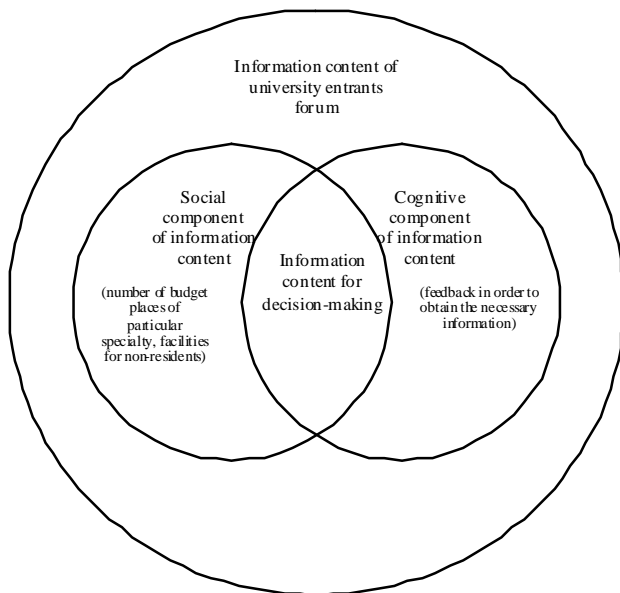 Information content of
university entrants
forum
Social
component
of information
content
(number of budget
places of
particular
specialty, facilities
for non-residents)
Information
content for
decision-making
Cognitive
component
of information
content
(feedback in order to
obtain the necessary
information)